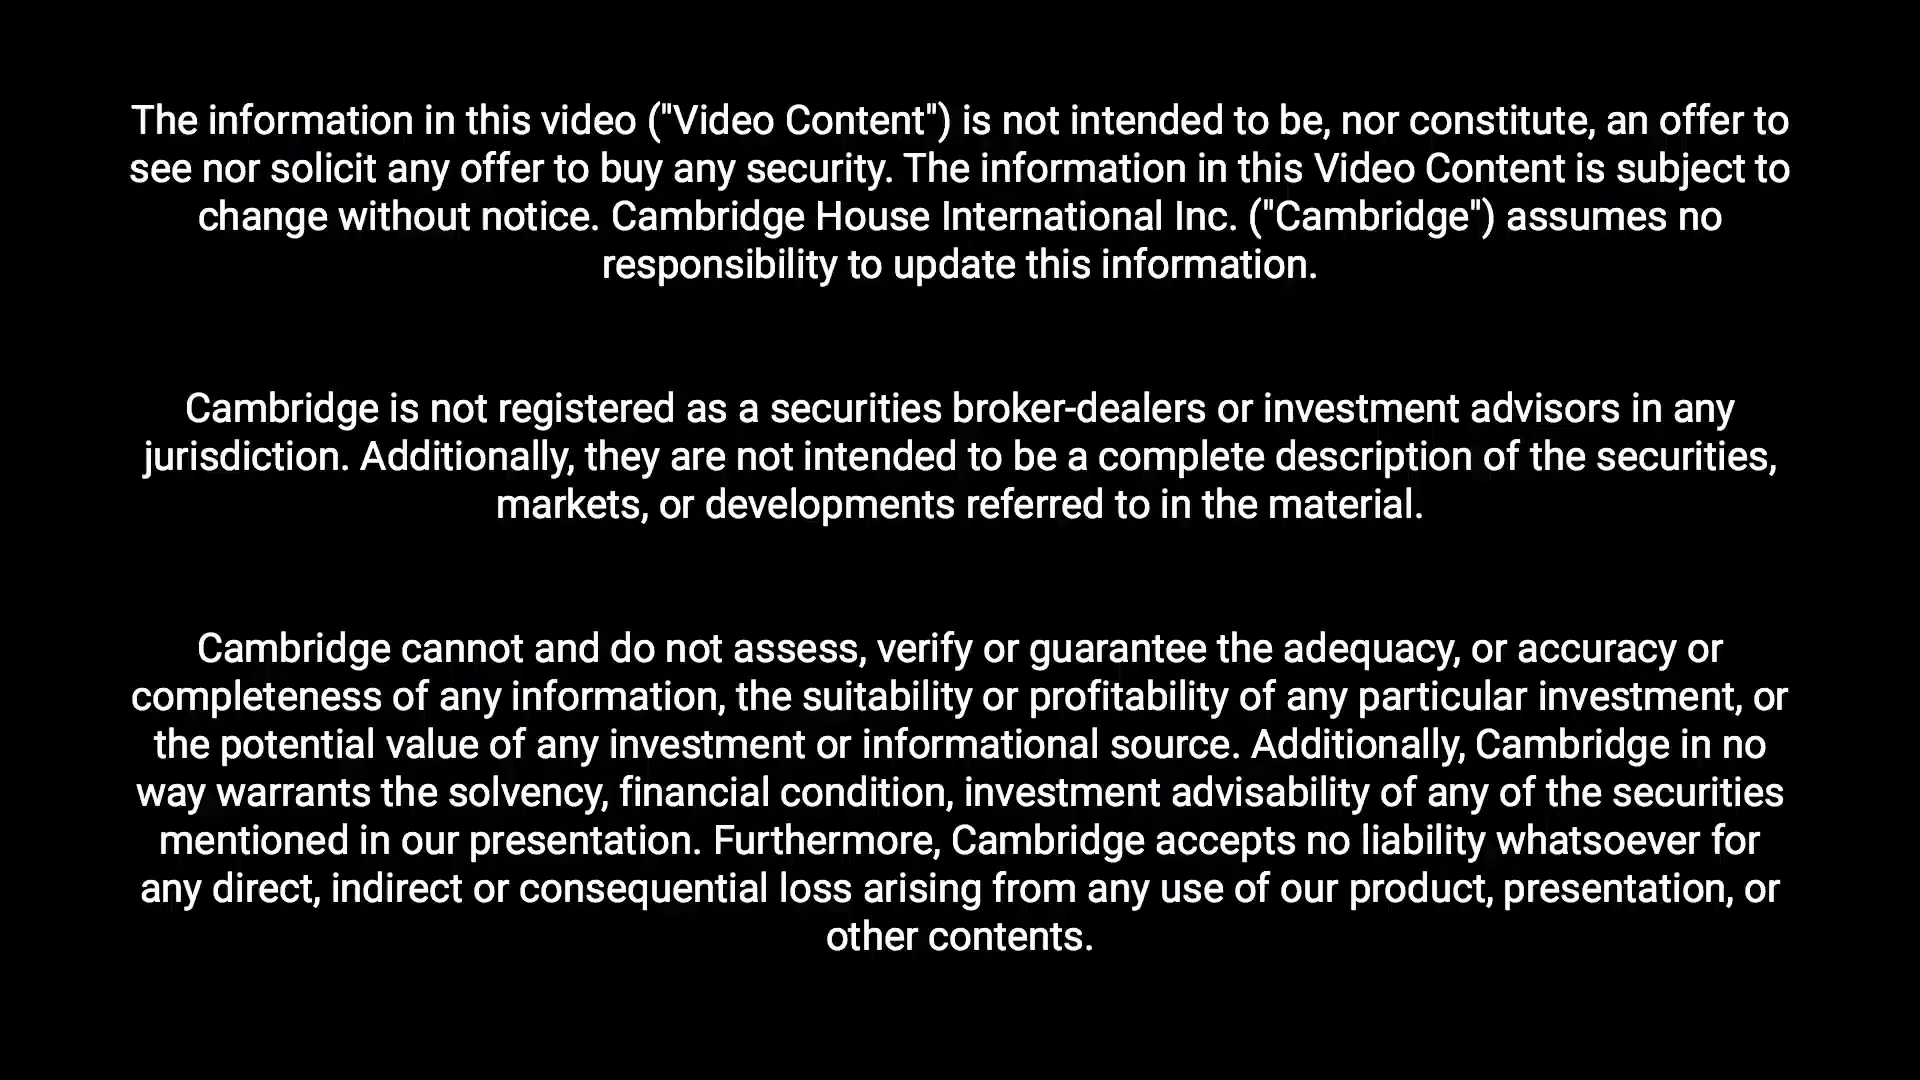 The information in this video ("Video Content") is not intended to be, nor constitute, an offer to
see nor solicit any offer to buy any security. The information in this Video Content is subject to
change without notice. Cambridge House International Inc. ("Cambridge") assumes no
responsibility to update this information.
Cambridge is not registered as a securities broker-dealers or investment advisors in any
jurisdiction. Additionally, they are not intended to be a complete description of the securities,
markets, or developments referred to in the material.
Cambridge cannot and do not assess, verify or guarantee the adequacy, or accuracy or
completeness of any information, the suitability or profitability of any particular investment, or
the potential value of any investment or informational source. Additionally, Cambridge in no
way warrants the solvency, financial condition, investment advisability of any of the securities
mentioned in our presentation. Furthermore, Cambridge accepts no liability whatsoever for
any direct, indirect or consequential loss arising from any use of our product, presentation, or
other contents.